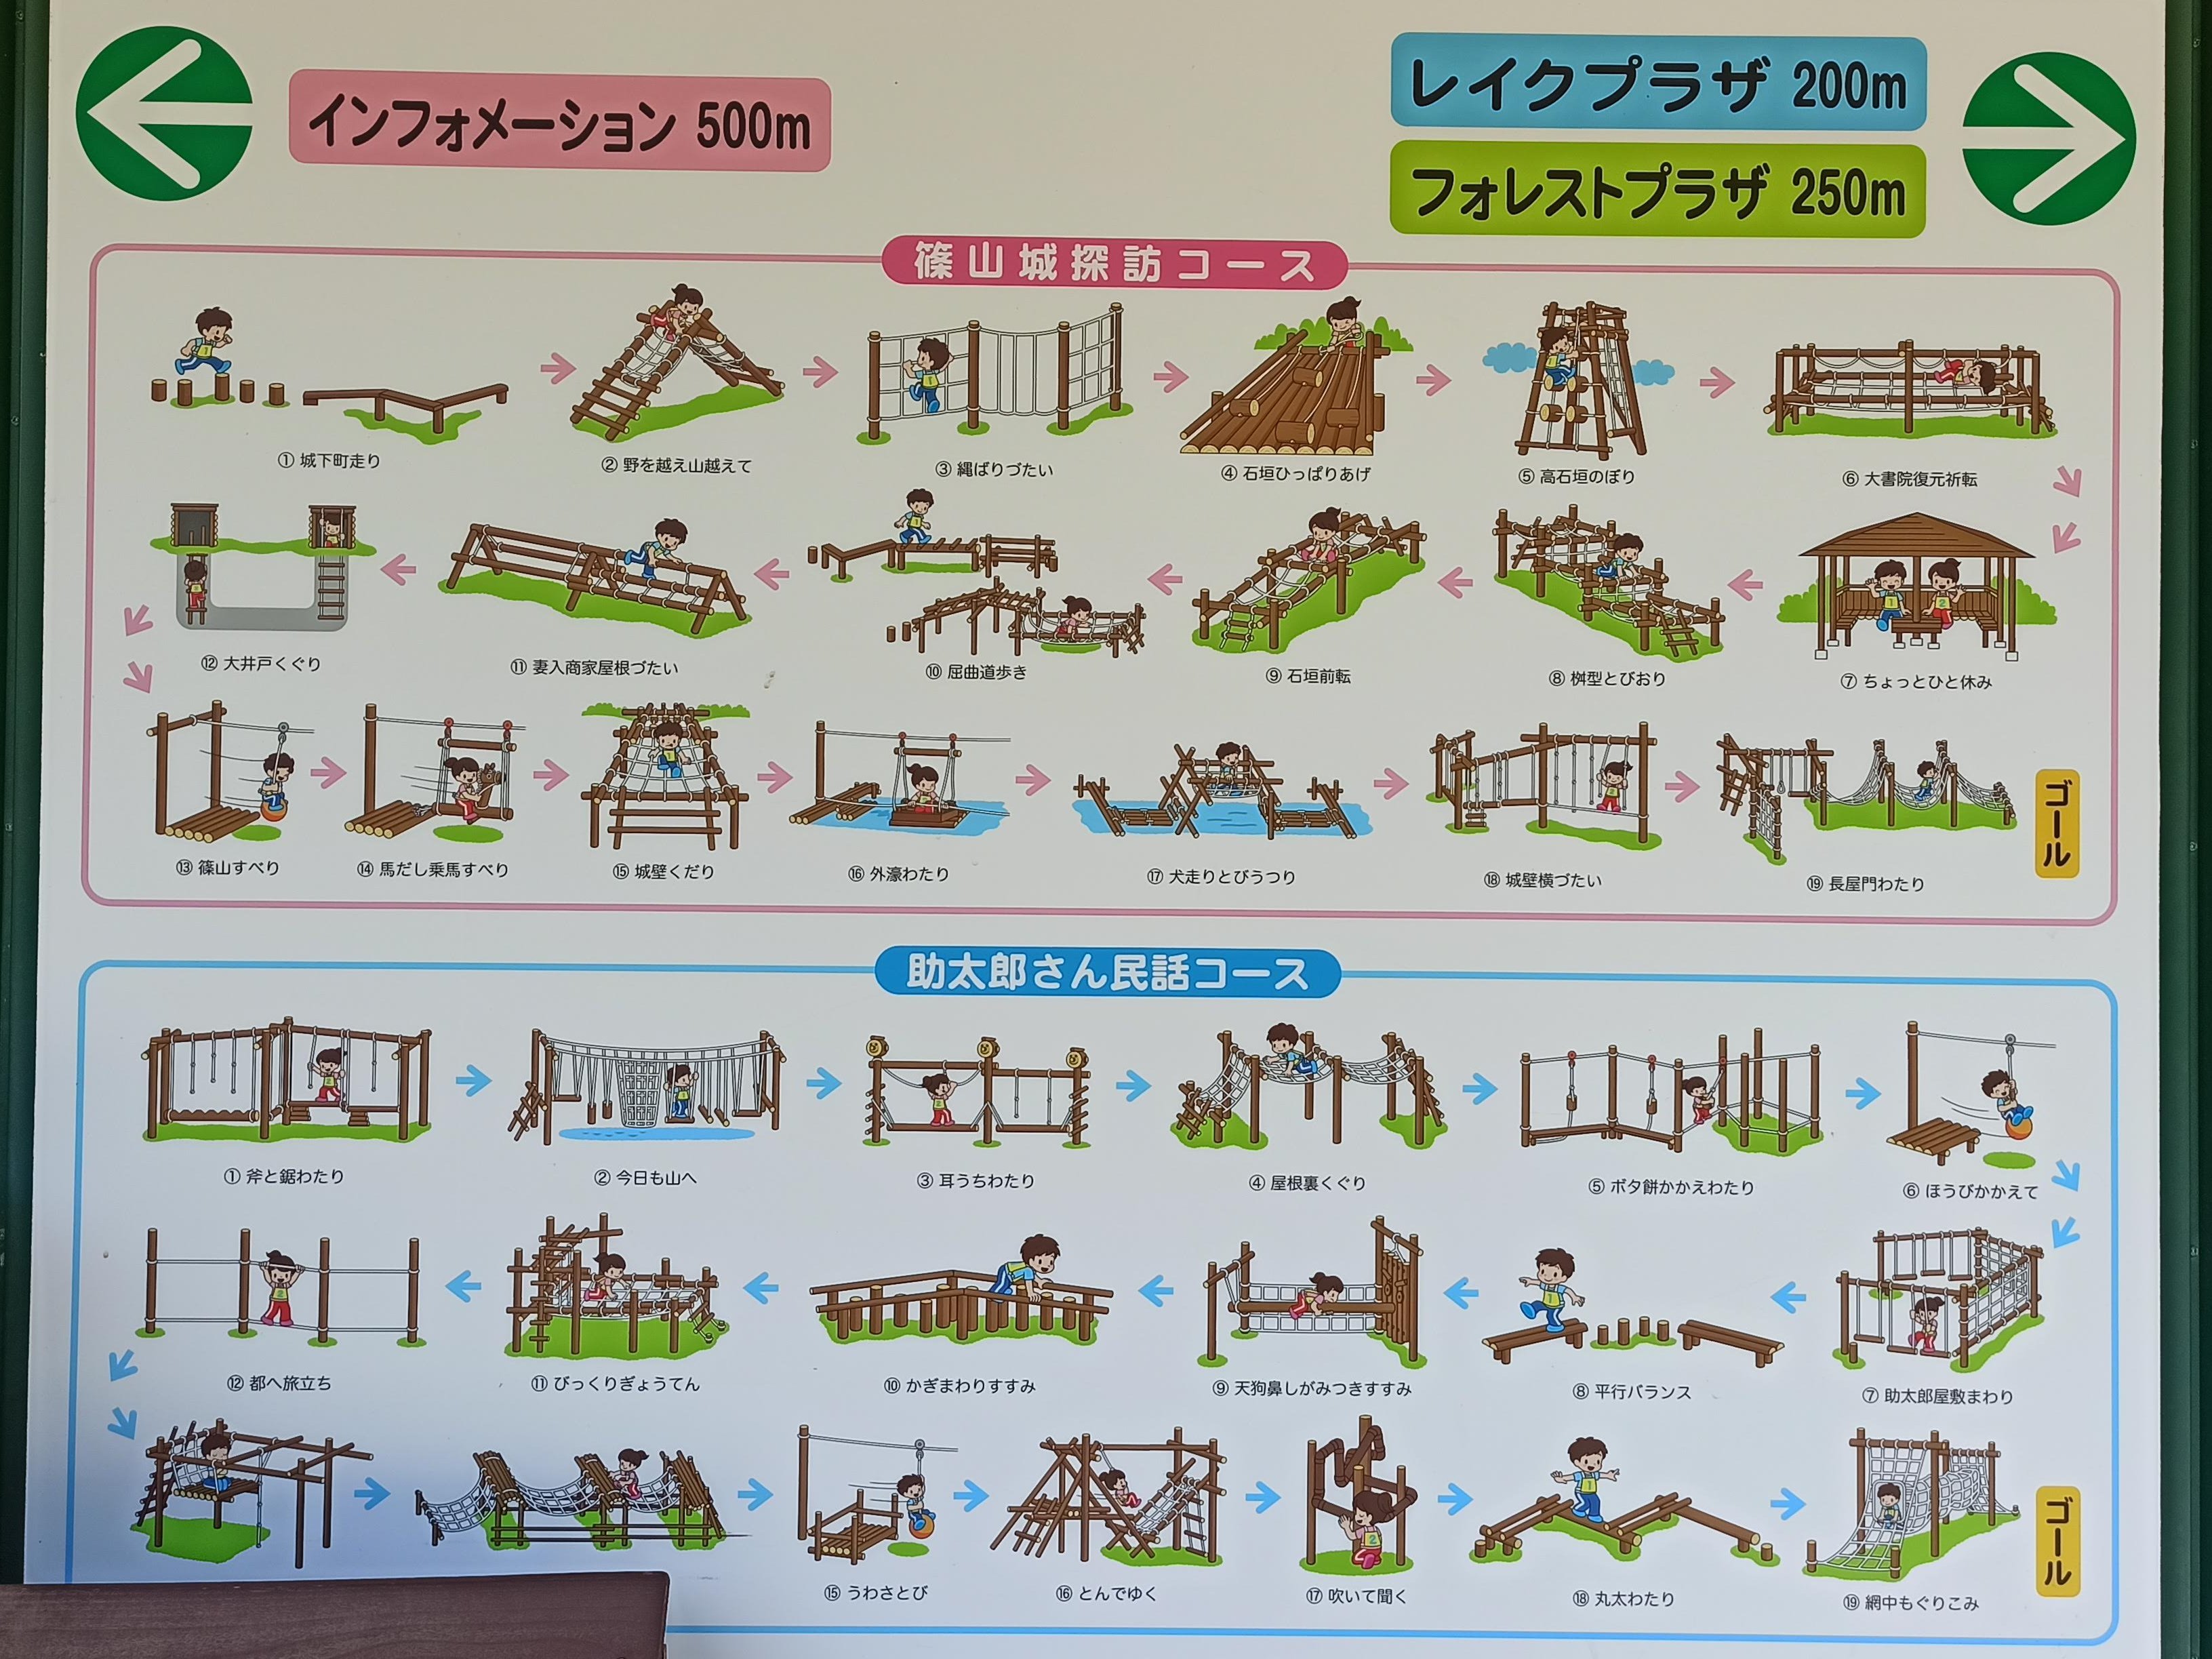 インフォメーション 500m
レイクプラザ 200m
フォレストプラザ 250m
篠山城探訪コース
① 城下町走り
② 野を越え山越えて
③ 縄ばりづたい
④ 石垣ひっぱりあげ
⑤ 高石垣のぼり
⑥ 大書院復元祈転
⑦ ちょっとひと休み
⑧ 桝型とびおり
⑨ 石垣前転
⑩ 屈曲道歩き
⑪ 妻入商家屋根づたい
⑫ 大井戸くぐり
⑬ 篠山すべり
⑭ 馬だし乗馬すべり
⑮ 城壁くだり
⑯ 外濠わたり
⑰ 犬走りとびうつり
⑱ 城壁横づたい
⑲ 長屋門わたり
ゴール
助太郎さん民話コース
① 斧と鋸わたり
② 今日も山へ
③ 耳うちわたり
④ 屋根裏くぐり
⑤ ボタ餅かかえわたり
⑥ ほうびかかえて
⑦ 助太郎屋敷まわり
⑧ 平行バランス
⑨ 天狗鼻しがみつきすすみ
⑩ かぎまわりすすみ
⑪ びっくりぎょうてん
⑫ 都へ旅立ち
⑮ うわさとび
⑯ とんでゆく
⑰ 吹いて聞く
⑱ 丸太わたり
⑲ 網中もぐりこみ
ゴール